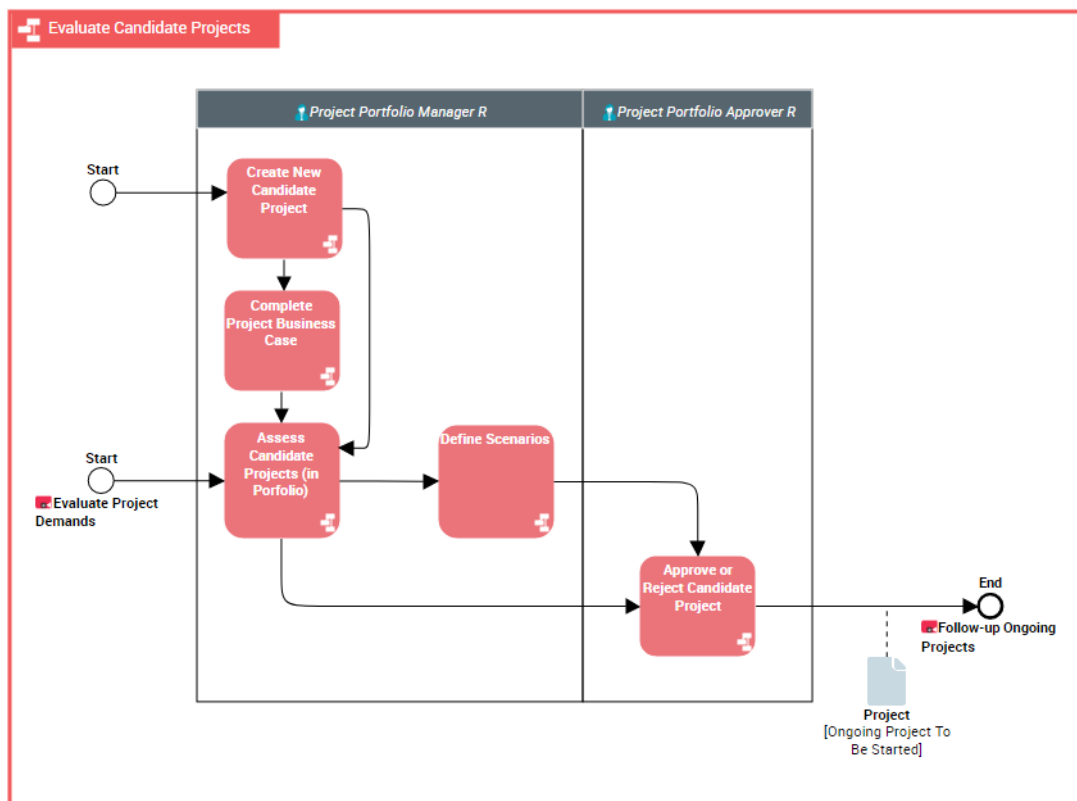 Evaluate Candidate Projects
Project Portfolio Manager R
Project Portfolio Approver R
Start
Create New
Candidate
Project
Complete
Project Business
Case
Start
Evaluate Project
Demands
Assess
Candidate
Projects (in
Porfolio)
Define Scenarios
Approve or
Reject Candidate
Project
End
Follow-up Ongoing
Projects
Project
[Ongoing Project To
Be Started]